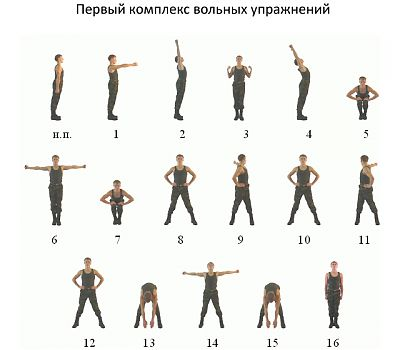 Первый комплекс вольных упражнений
и.п. 1 2 3 4 5
6 7 8 9 10 11
12 13 14 15 16